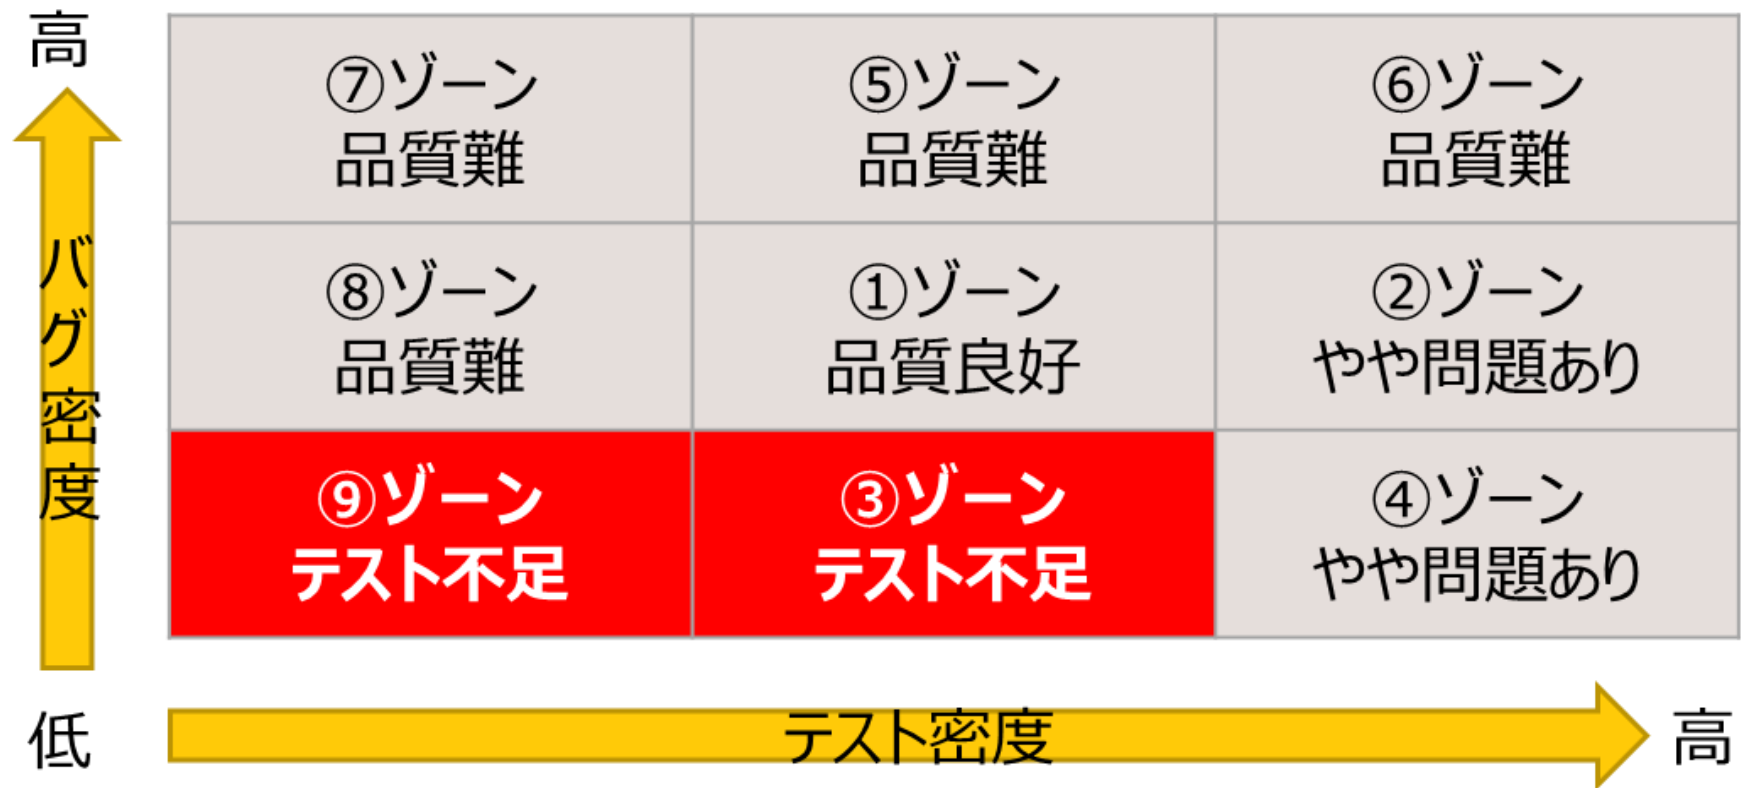 高
⑦ゾーン
品質難
⑤ゾーン
品質難
⑥ゾーン
品質難
バグ密度
⑧ゾーン
品質難
①ゾーン
品質良好
②ゾーン
やや問題あり
⑨ゾーン
テスト不足
③ゾーン
テスト不足
④ゾーン
やや問題あり
低
テスト密度
高